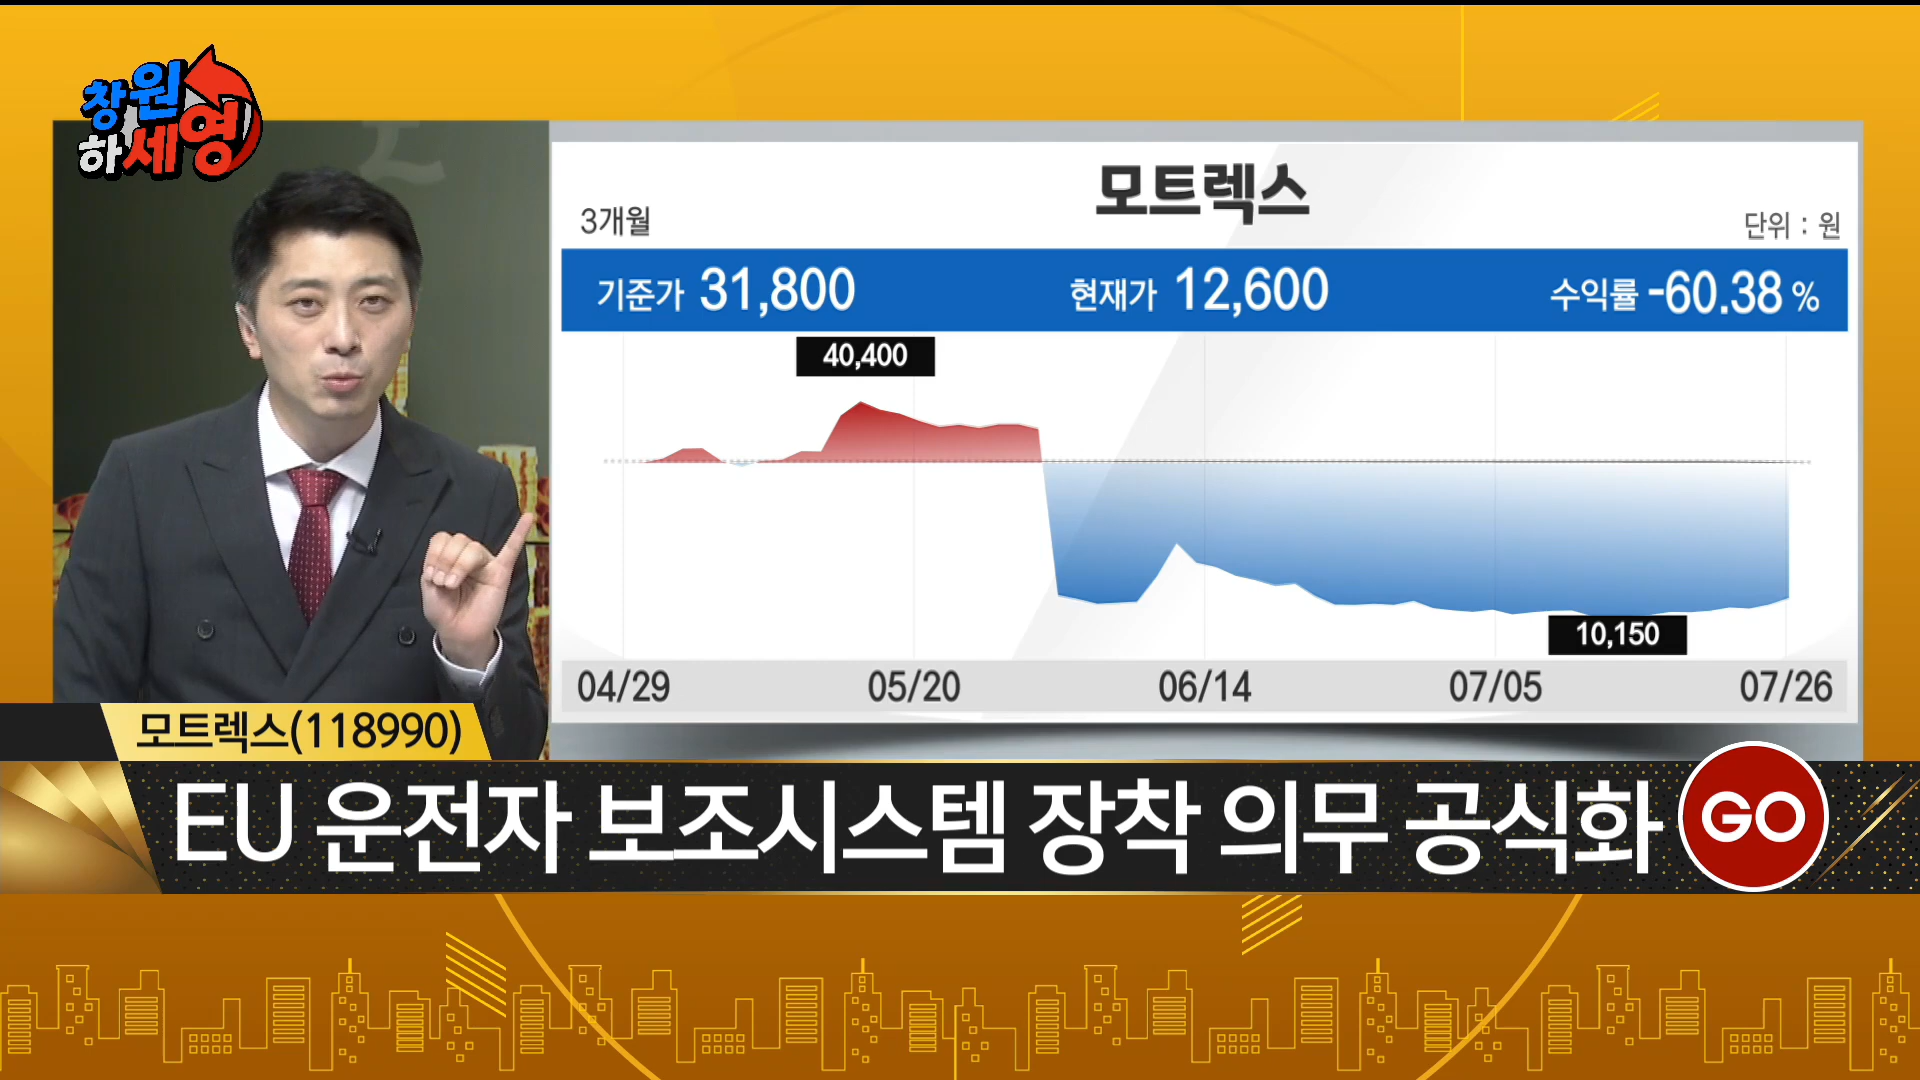 창원
하세영
모트렉스
3개월
단위 : 원
기준가 31,800 현재가 12,600 수익률 -60.38 %
40,400
10,150
04/29 05/20 06/14 07/05 07/26
모트렉스(118990)
EU 운전자 보조시스템 장착 의무 공식화 GO